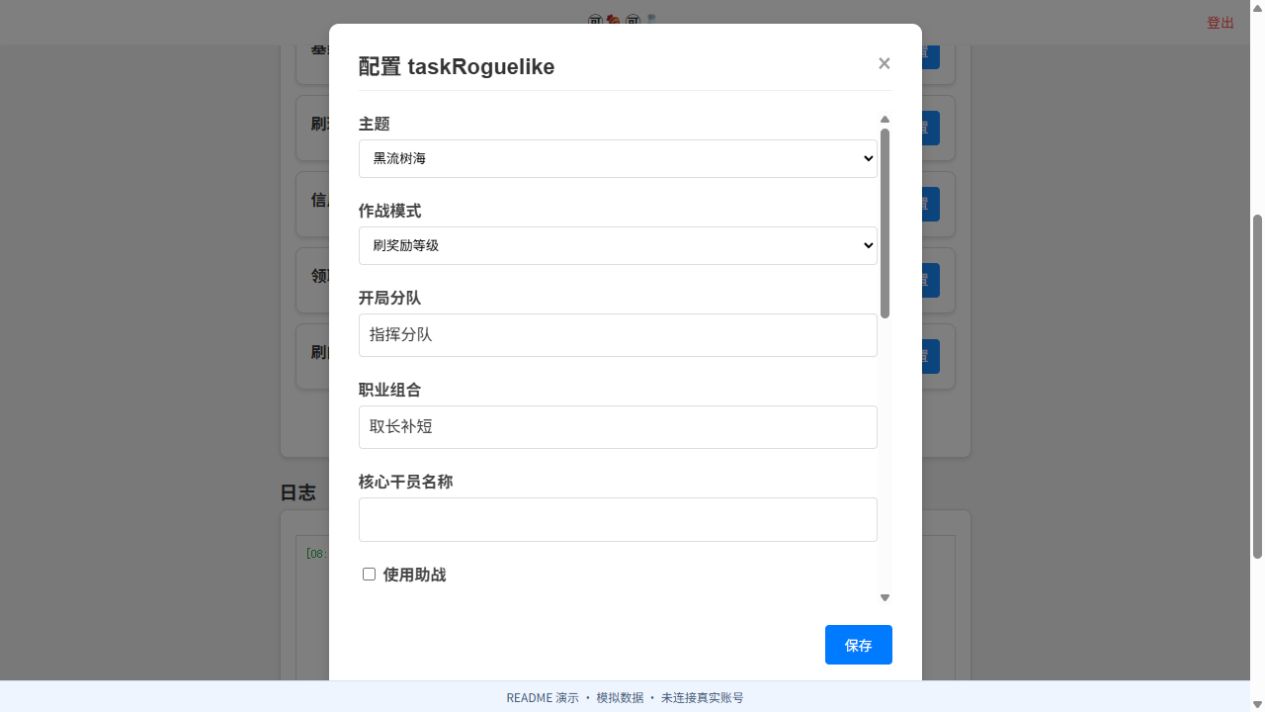 登出
配置 taskRoguelike
×
主题
黑流树海
作战模式
刷奖励等级
开局分队
指挥分队
职业组合
取长补短
核心干员名称
使用助战
保存
日志
[08:
README 演示 · 模拟数据 · 未连接真实账号